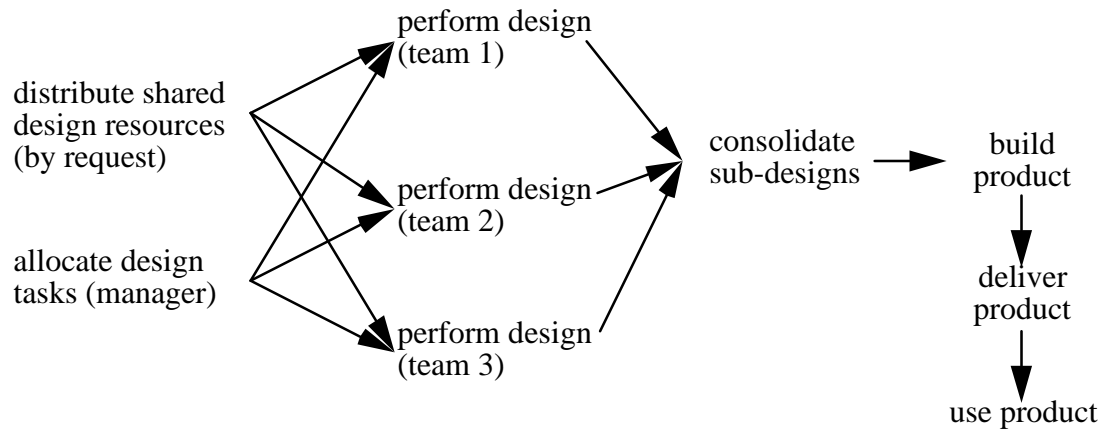 distribute shared
design resources
(by request)
allocate design
tasks (manager)
perform design
(team 1)
perform design
(team 2)
perform design
(team 3)
consolidate
sub-designs
build
product
deliver
product
use product